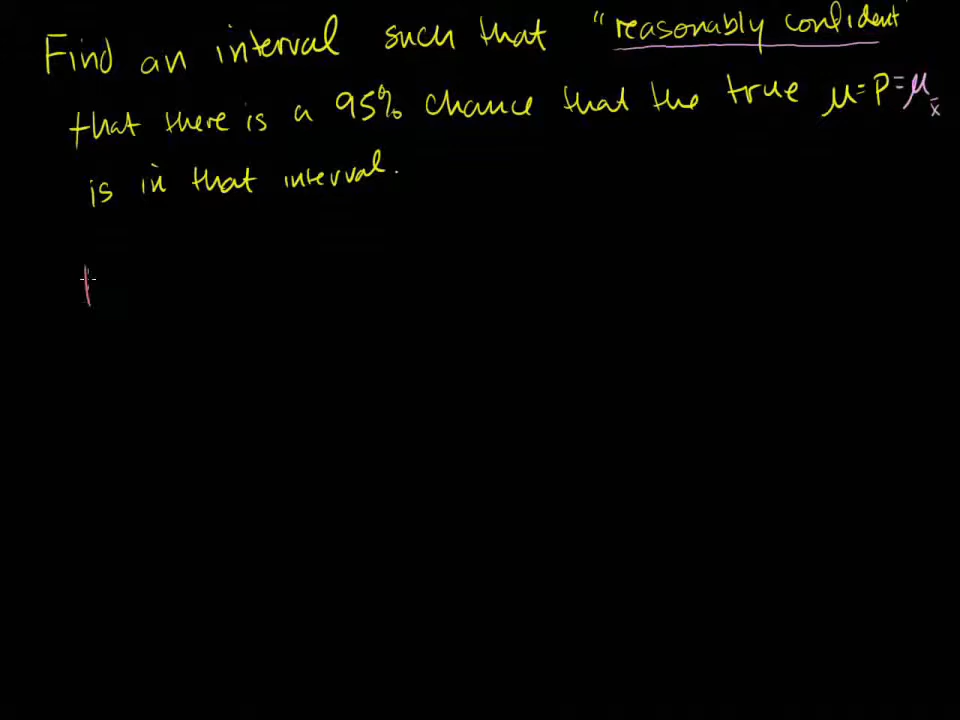 Find an interval such that "reasonably confident"
that there is a 95% chance that the true μ=P=μx̄
is in that interval.